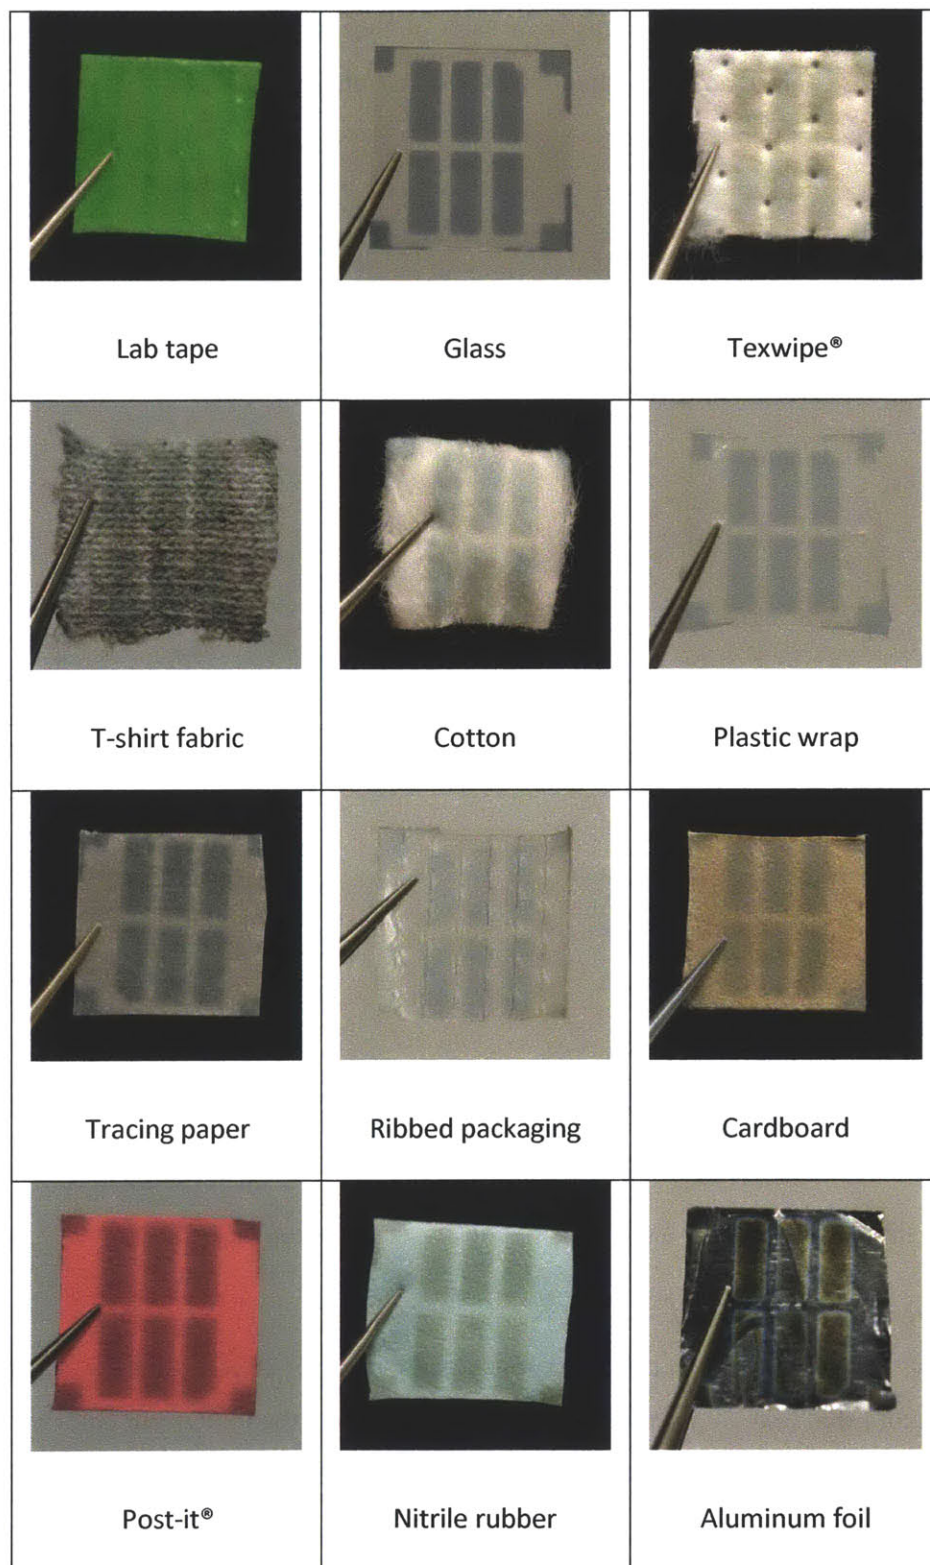 Lab tape
Glass
Texwipe®
T-shirt fabric
Cotton
Plastic wrap
Tracing paper
Ribbed packaging
Cardboard
Post-it®
Nitrile rubber
Aluminum foil